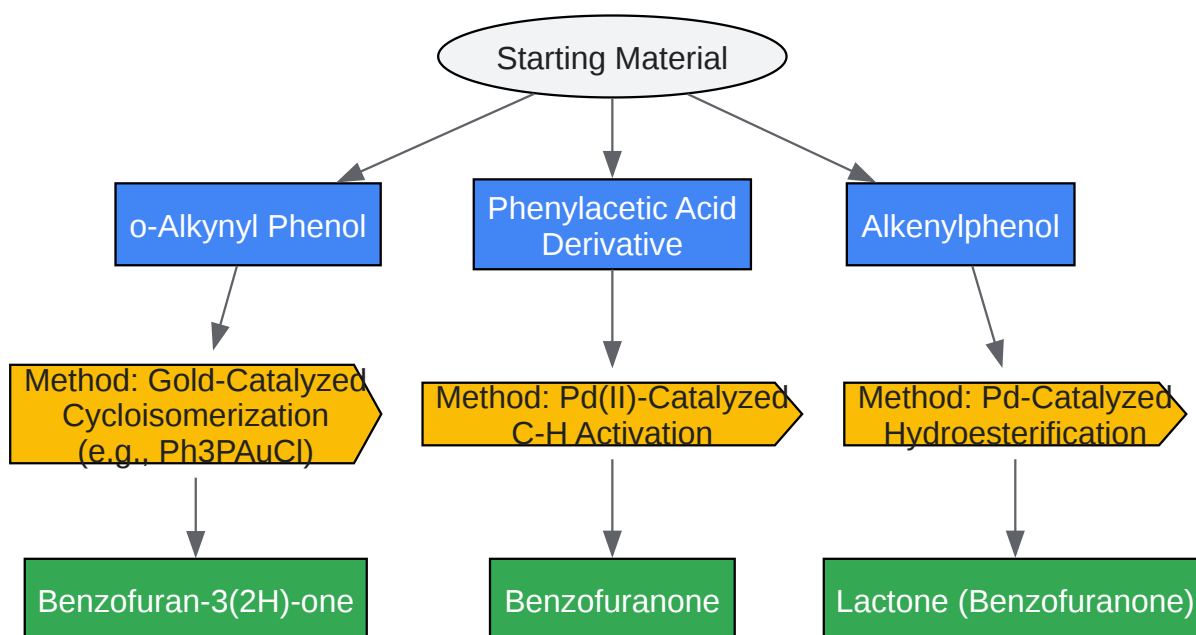 Starting Material
o-Alkynyl Phenol
Phenylacetic Acid
Derivative
Alkenylphenol
Method: Gold-Catalyzed
Cycloisomerization
(e.g., Ph3PAuCl)
Method: Pd(II)-Catalyzed
C-H Activation
Method: Pd-Catalyzed
Hydroesterification
Benzofuran-3(2H)-one
Benzofuranone
Lactone (Benzofuranone)